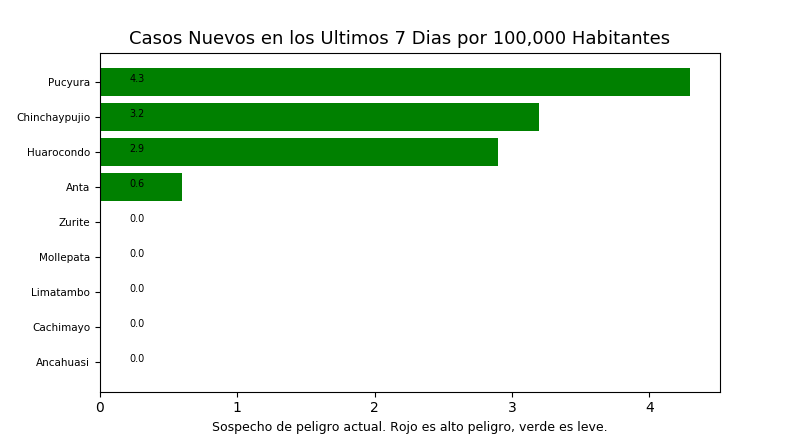 Casos Nuevos en los Ultimos 7 Dias por 100,000 Habitantes
Pucyura 4.3
Chinchaypujio 3.2
Huarocondo 2.9
Anta 0.6
Zurite 0.0
Mollepata 0.0
Limatambo 0.0
Cachimayo 0.0
Ancahuasi 0.0
0 1 2 3 4
Sospecho de peligro actual. Rojo es alto peligro, verde es leve.